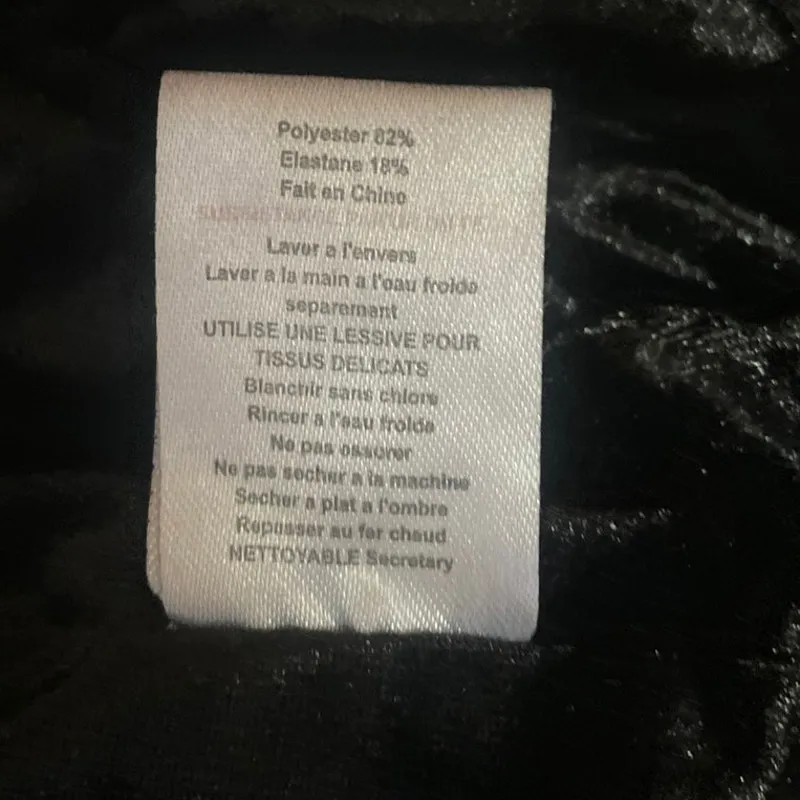 Polyester 82%
Elastane 18%
Fait en Chine
Laver a l'envers
Laver a la main a l'eau froide
separement
UTILISE UNE LESSIVE POUR
TISSUS DELICATS
Blanchir sans chlore
Rincer a l'eau froide
Ne pas essorer
Ne pas secher a la machine
Secher a plat a l'ombre
Repasser au fer chaud
NETTOYABLE Secretary